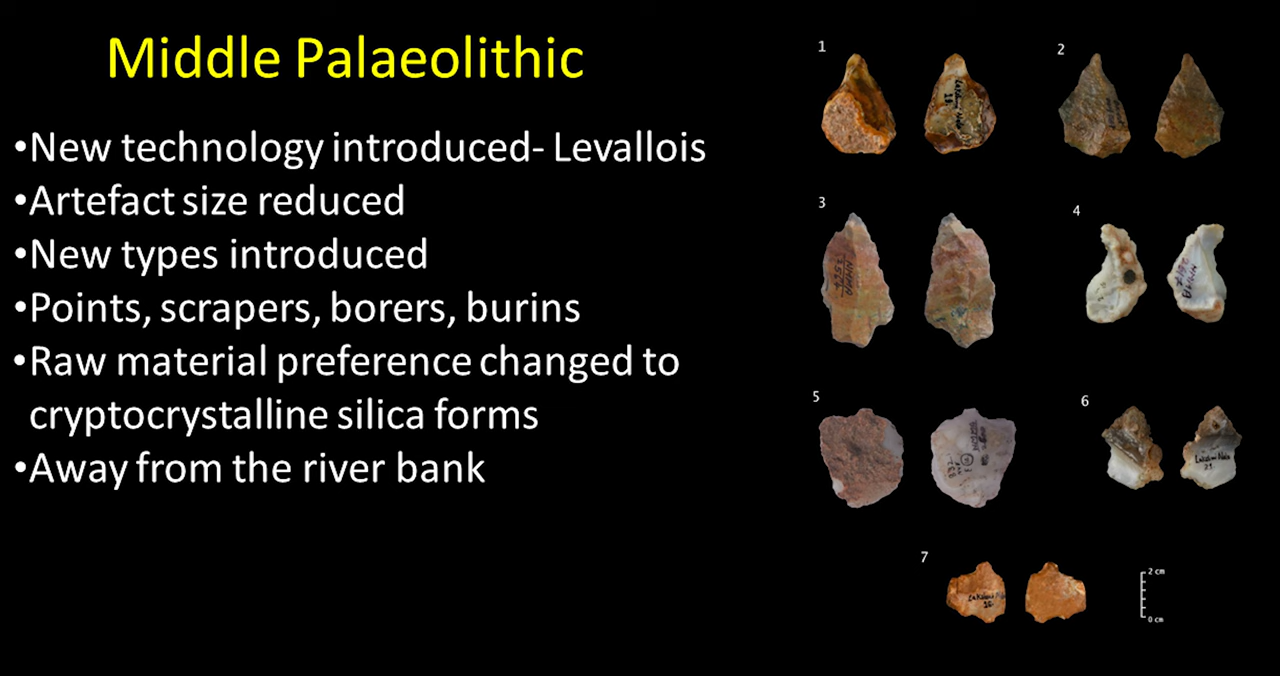 Middle Palaeolithic
•New technology introduced- Levallois
•Artefact size reduced
•New types introduced
•Points, scrapers, borers, burins
•Raw material preference changed to
cryptocrystalline silica forms
•Away from the river bank
1
2
3
4
5
6
7
2 cm
0 cm